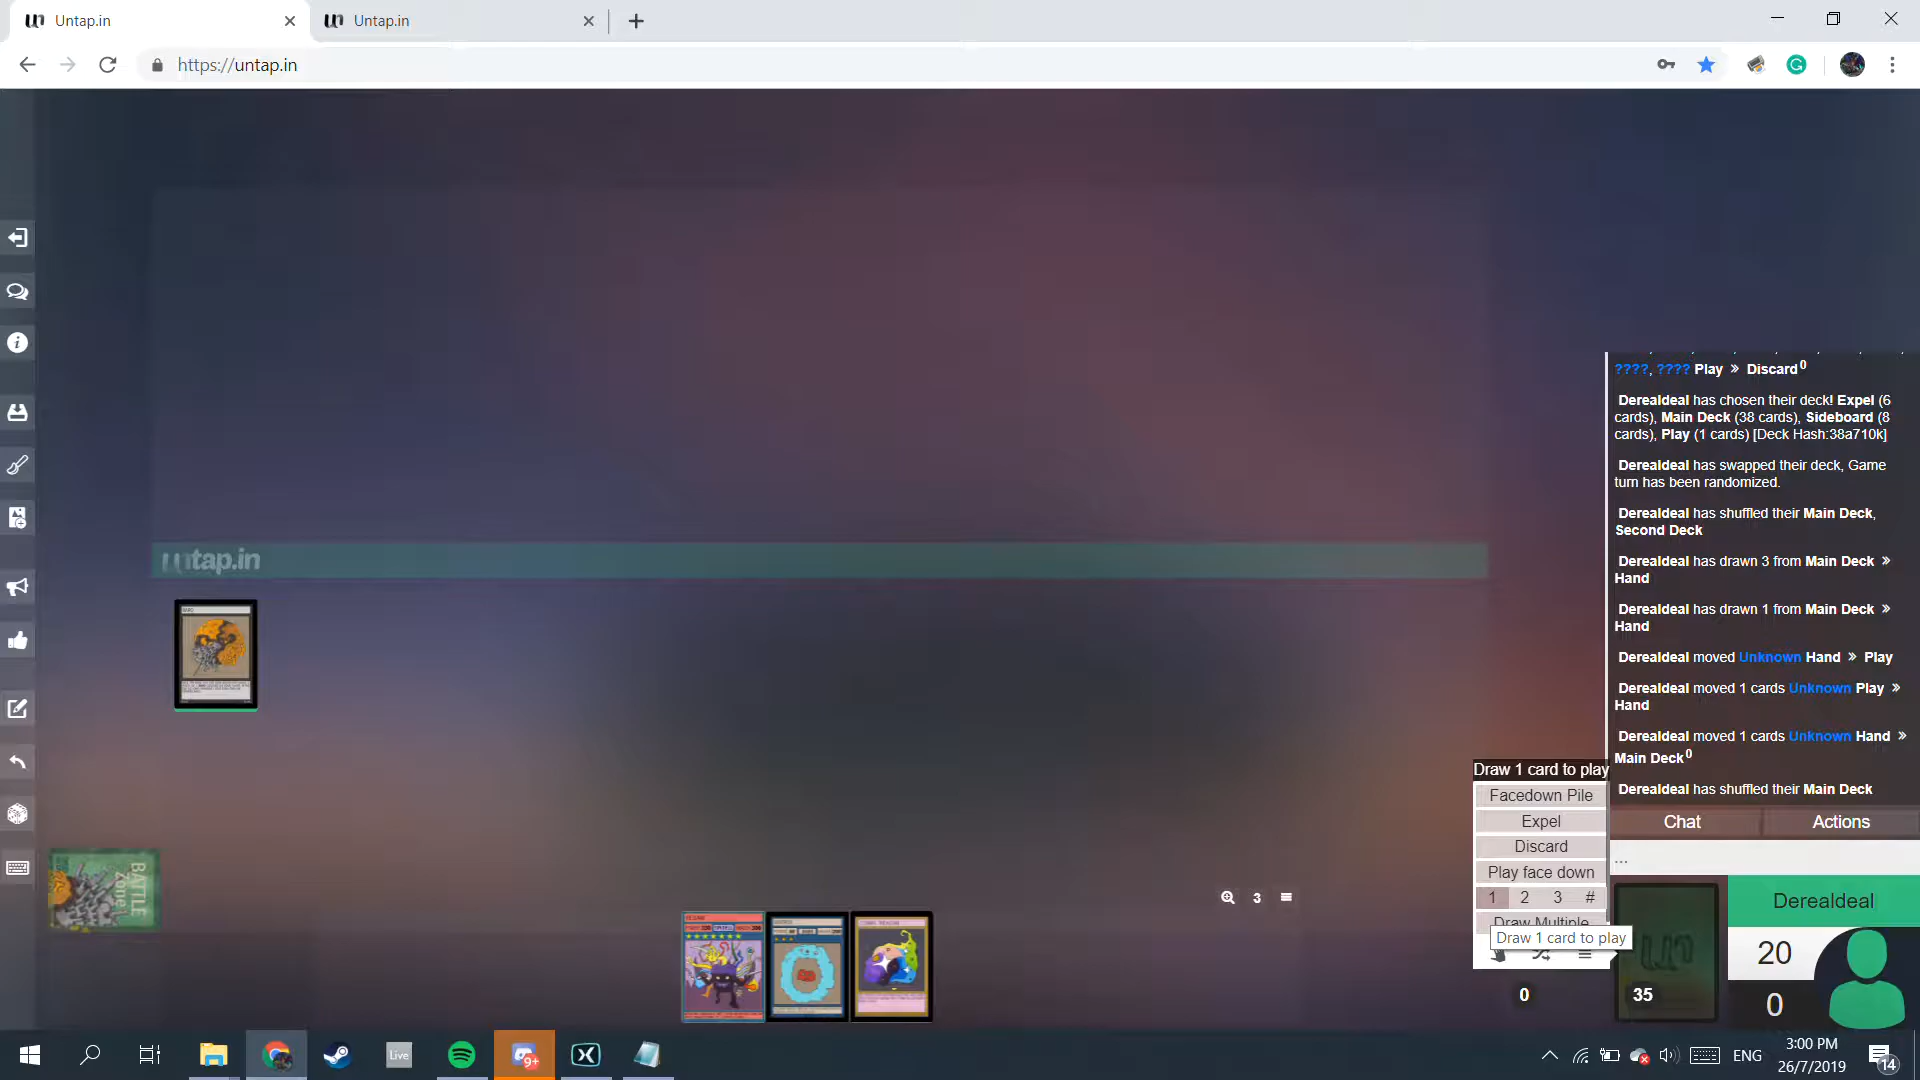 Untap.in
Untap.in
https://untap.in
untap.in
BATTLE
zone!
????, ???? Play » Discard 0
Derealdeal has chosen their deck! Expel (6
cards), Main Deck (38 cards), Sideboard (8
cards), Play (1 cards) [Deck Hash:38a710k]
Derealdeal has swapped their deck, Game
turn has been randomized.
Derealdeal has shuffled their Main Deck,
Second Deck
Derealdeal has drawn 3 from Main Deck »
Hand
Derealdeal has drawn 1 from Main Deck »
Hand
Derealdeal moved Unknown Hand » Play
Derealdeal moved 1 cards Unknown Play »
Hand
Derealdeal moved 1 cards Unknown Hand »
Main Deck 0
Derealdeal has shuffled their Main Deck
Chat
Actions
...
Draw 1 card to play
Facedown Pile
Expel
Discard
Play face down
1 2 3 #
Draw Multiple
Draw 1 card to play
3
0
35
Derealdeal
20
0
Live
9+
ENG
3:00 PM
26/7/2019
14